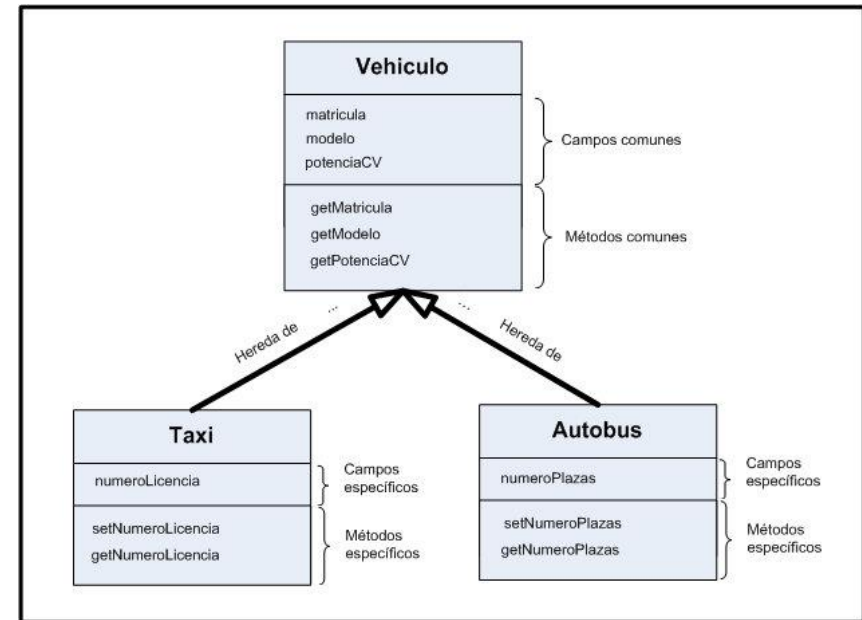 Vehiculo
matricula
modelo
potenciaCV
Campos comunes
getMatricula
getModelo
getPotenciaCV
Métodos comunes
Hereda de ...
... Hereda de
Taxi
numeroLicencia
Campos
específicos
setNumeroLicencia
getNumeroLicencia
Métodos
específicos
Autobus
numeroPlazas
Campos
específicos
setNumeroPlazas
getNumeroPlazas
Métodos
específicos